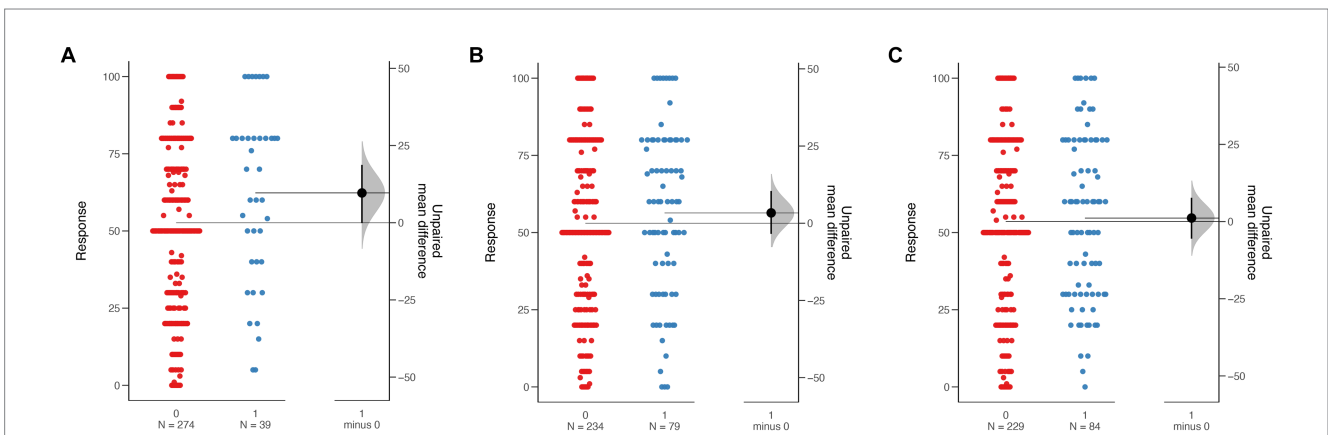 A
Response
100
75
50
25
0
50
25
0
−25
−50
Unpaired
mean difference
0
N = 274
1
N = 39
1
minus 0
B
Response
100
75
50
25
0
50
25
0
−25
−50
Unpaired
mean difference
0
N = 234
1
N = 79
1
minus 0
C
Response
100
75
50
25
0
50
25
0
−25
−50
Unpaired
mean difference
0
N = 229
1
N = 84
1
minus 0